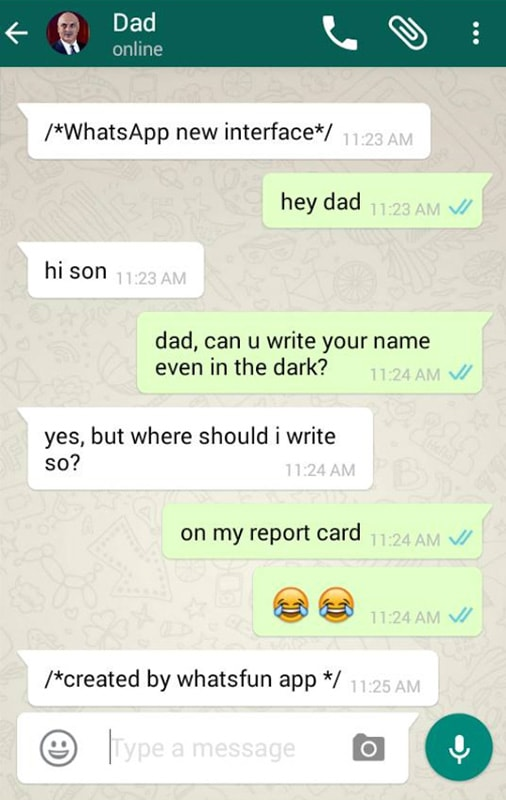 Dad
online
/*WhatsApp new interface*/ 11:23 AM
hey dad 11:23 AM
hi son 11:23 AM
dad, can u write your name
even in the dark? 11:24 AM
yes, but where should i write
so? 11:24 AM
on my report card 11:24 AM
😂 😂 11:24 AM
/*created by whatsfun app */ 11:25 AM
Type a message